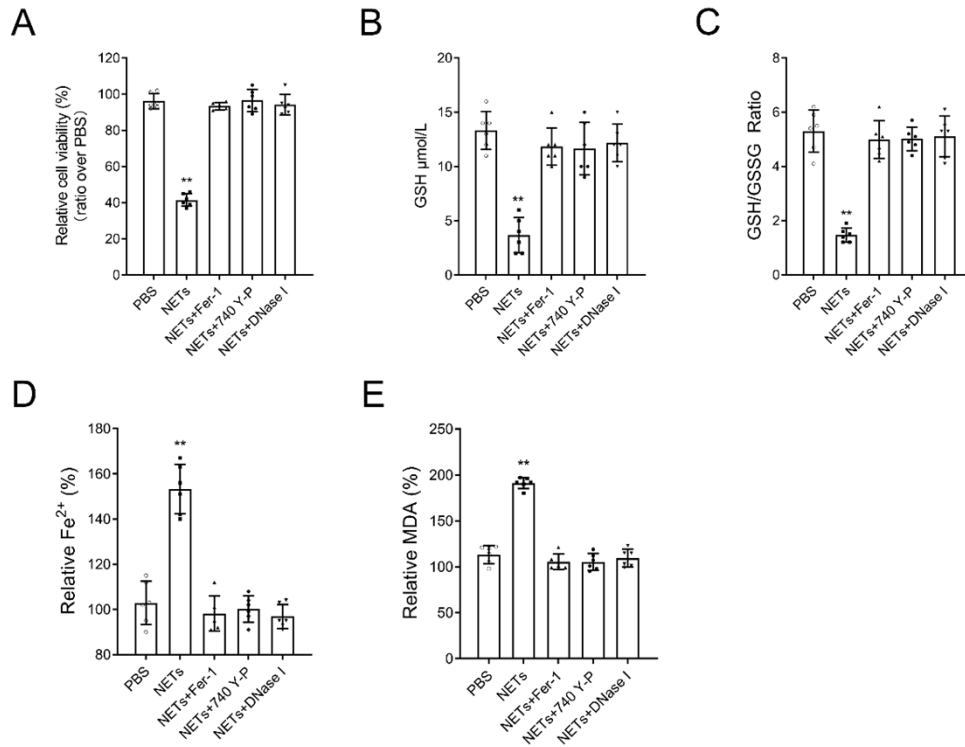 A
Relative cell viability (%)
(ratio over PBS)
120
100
80
60
40
20
0
**
PBS
NETs
NETs+Fer-1
NETs+740 Y-P
NETs+DNase I
B
GSH μmol/L
20
15
10
5
0
**
PBS
NETs
NETs+Fer-1
NETs+740 Y-P
NETs+DNase I
C
GSH/GSSG Ratio
8
6
4
2
0
**
PBS
NETs
NETs+Fer-1
NETs+740 Y-P
NETs+DNase I
D
Relative Fe²⁺ (%)
180
160
140
120
100
80
**
PBS
NETs
NETs+Fer-1
NETs+740 Y-P
NETs+DNase I
E
Relative MDA (%)
250
200
150
100
50
0
**
PBS
NETs
NETs+Fer-1
NETs+740 Y-P
NETs+DNase I